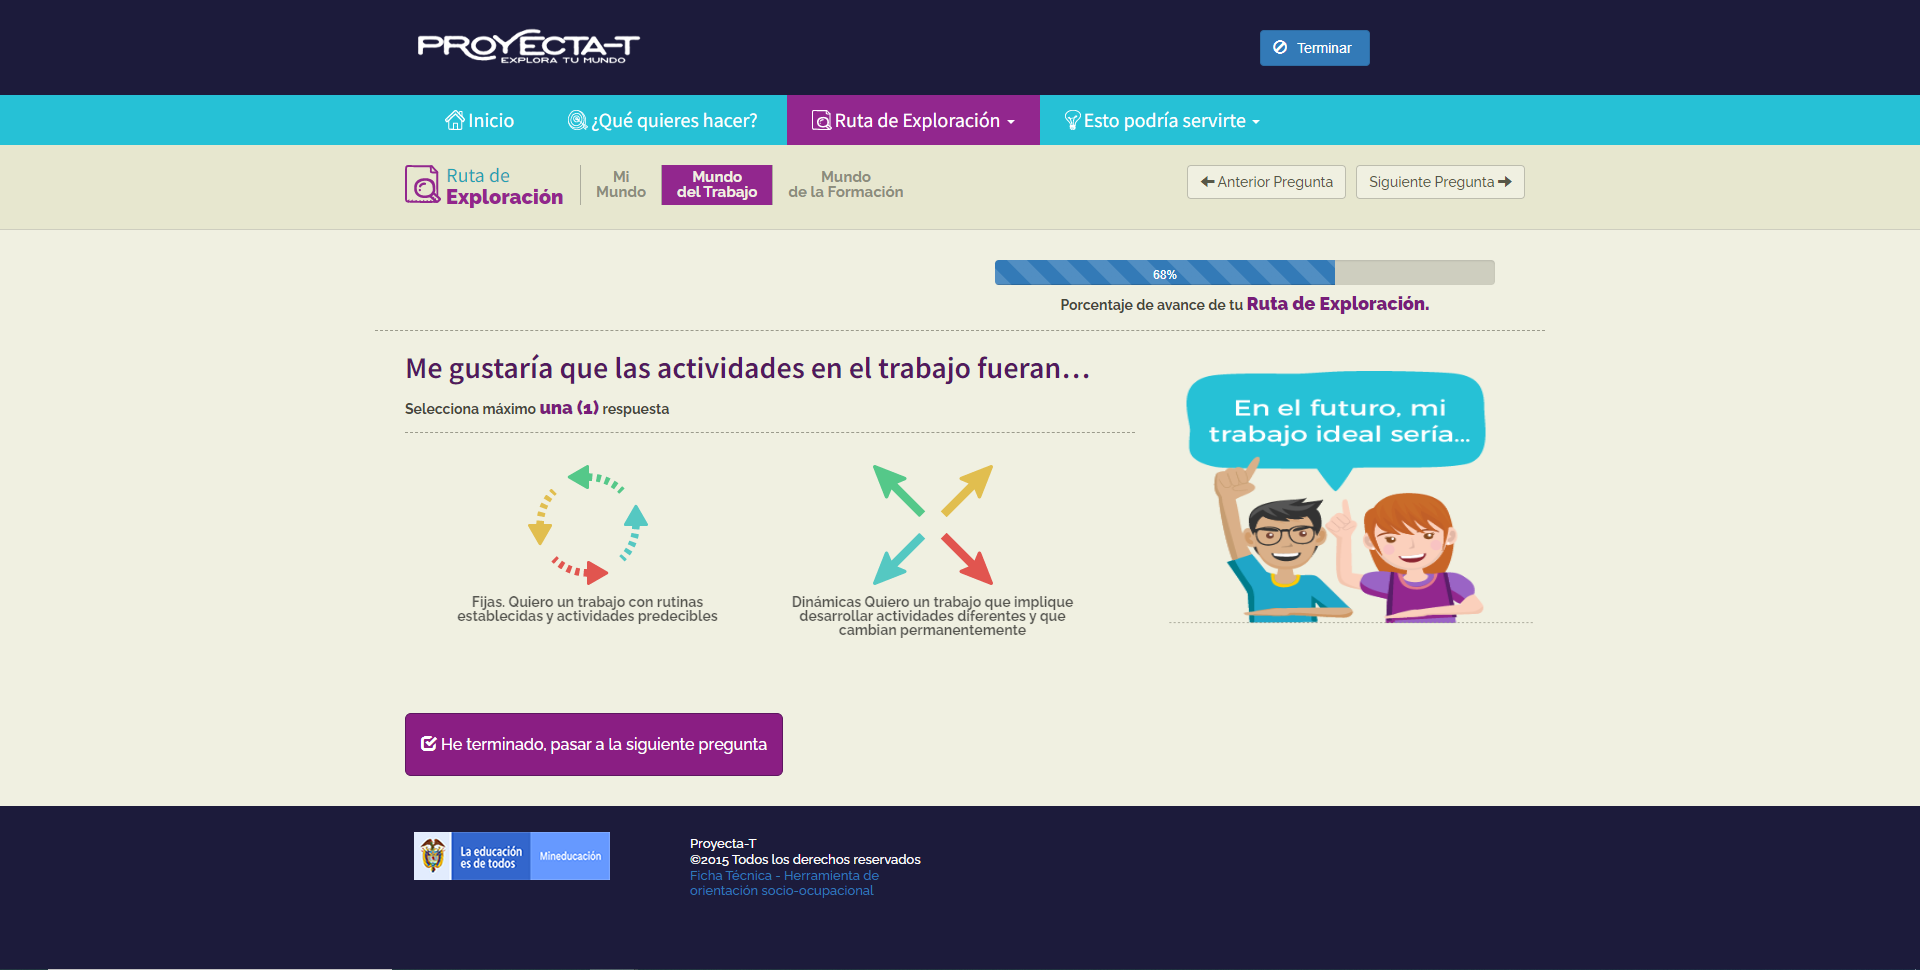 PROYECTA-T
EXPLORA TU MUNDO
Terminar
Inicio
¿Qué quieres hacer?
Ruta de Exploración
Esto podría servirte
Ruta de
Exploración
Mi
Mundo
Mundo
del Trabajo
Mundo
de la Formación
Anterior Pregunta
Siguiente Pregunta
68%
Porcentaje de avance de tu Ruta de Exploración.
Me gustaría que las actividades en el trabajo fueran...
Selecciona máximo una (1) respuesta
En el futuro, mi
trabajo ideal sería...
Fijas. Quiero un trabajo con rutinas
establecidas y actividades predecibles
Dinámicas Quiero un trabajo que implique
desarrollar actividades diferentes y que
cambian permanentemente
He terminado, pasar a la siguiente pregunta
La educación
es de todos
Mineducación
Proyecta-T
©2015 Todos los derechos reservados
Ficha Técnica - Herramienta de
orientación socio-ocupacional